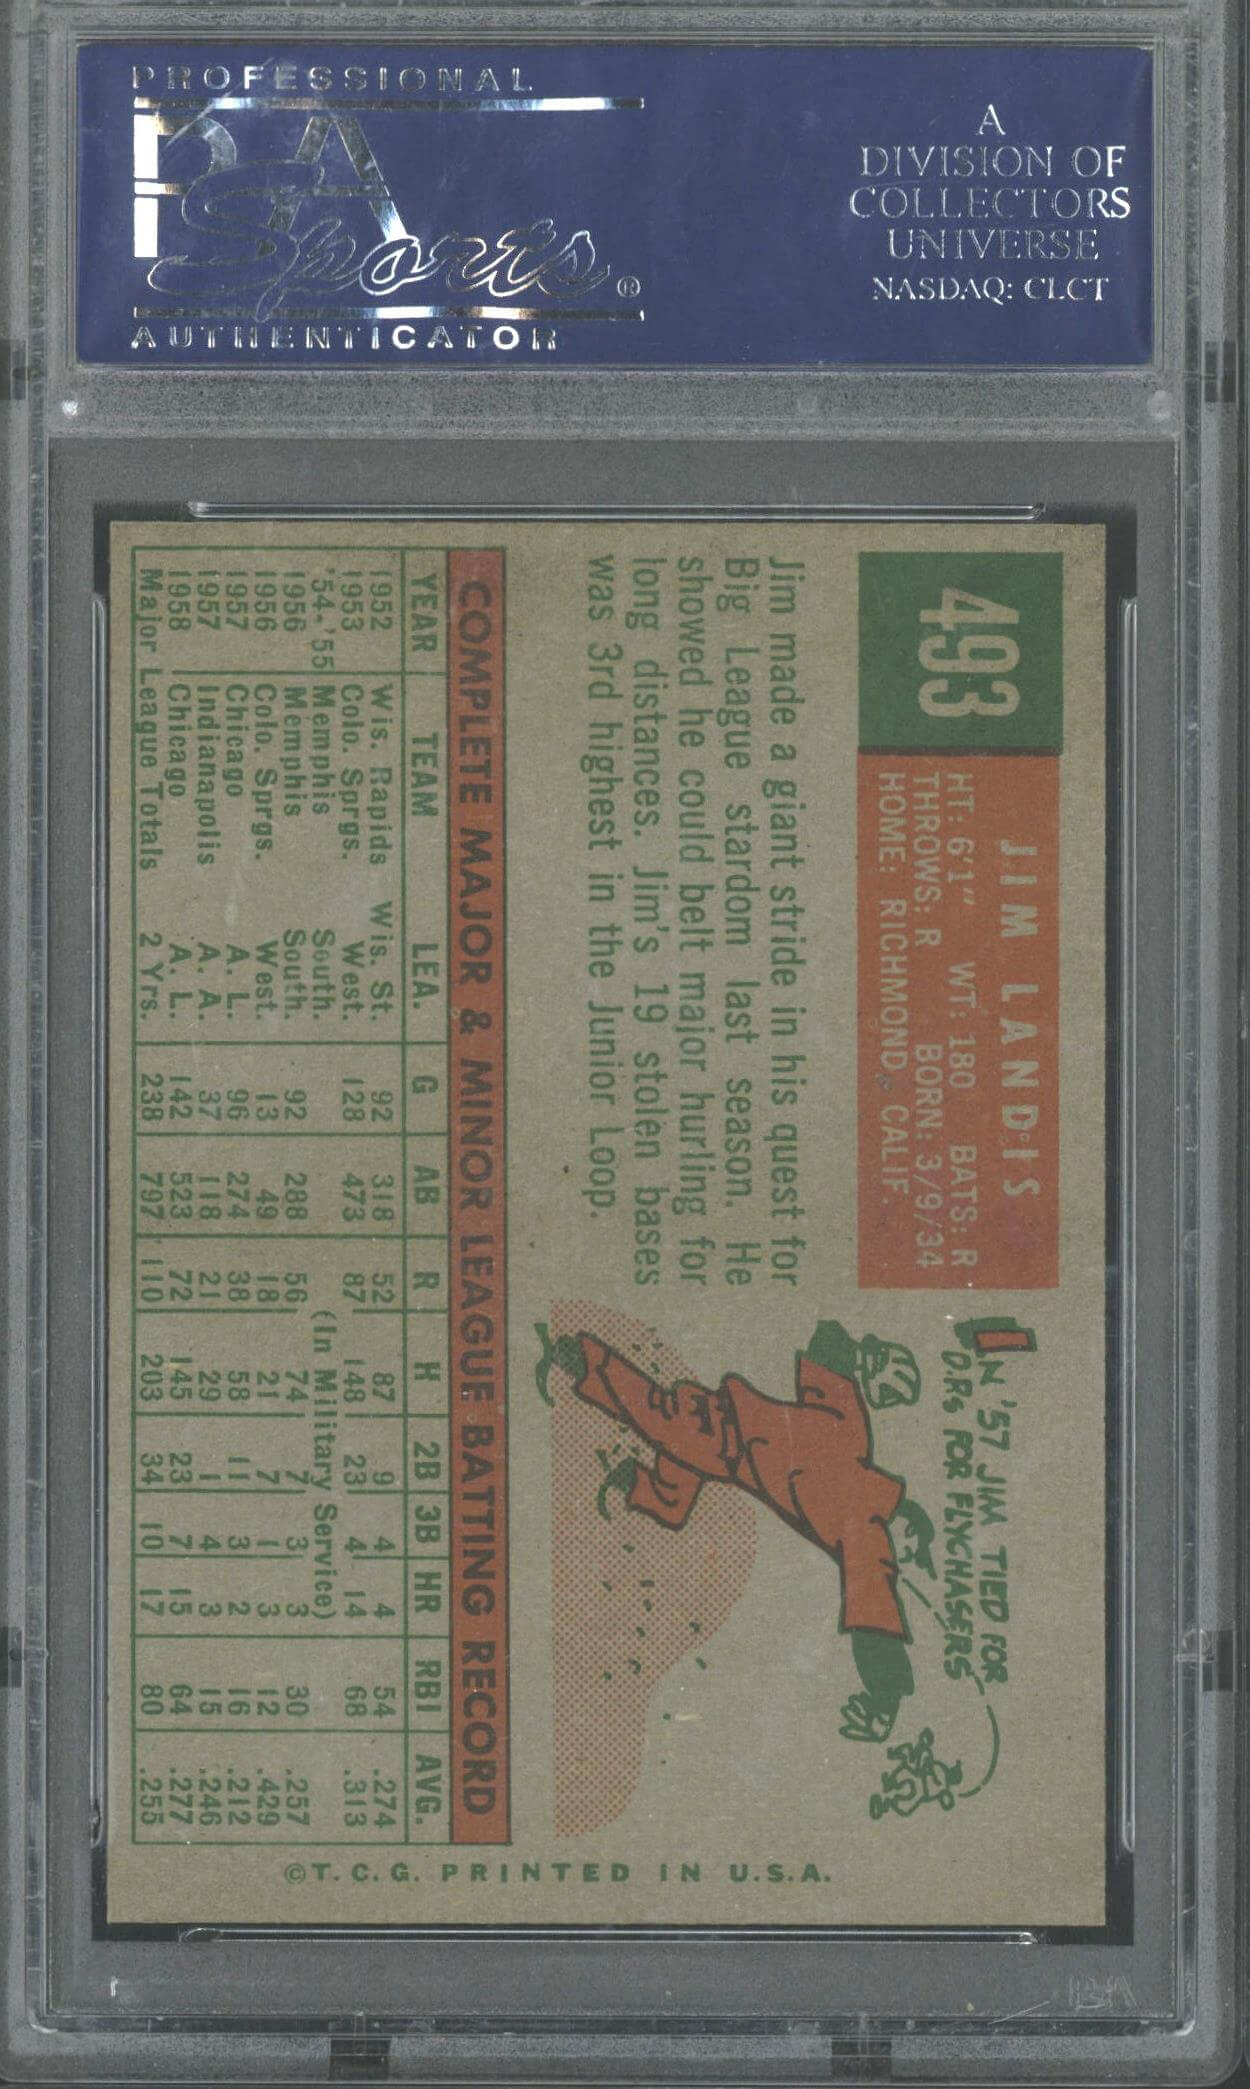 PROFESSIONAL
PSA
Sports®
AUTHENTICATOR
A
DIVISION OF
COLLECTORS
UNIVERSE
NASDAQ: CLCT
493
JIM LANDIS
HT: 6'1" WT: 180 BATS: R
THROWS: R BORN: 3/9/34
HOME: RICHMOND, CALIF.
Jim made a giant stride in his quest for
Big League stardom last season. He
showed he could belt major hurling for
long distances. Jim's 19 stolen bases
was 3rd highest in the Junior Loop.
IN '57 JIM TIED FOR
D.P.s FOR FLYCHASERS
COMPLETE MAJOR & MINOR LEAGUE BATTING RECORD
YEAR TEAM LEA. G AB R H 2B 3B HR RBI AVG.
1952 Wis. Rapids Wis. St. 92 318 52 87 9 4 4 54 .274
1953 Colo. Sprgs. West. 128 473 87 148 23 4 14 68 .313
'54-'55 Memphis South. (In Military Service)
1956 Memphis South. 92 288 56 74 7 3 3 30 .257
1956 Colo. Sprgs. West. 13 49 18 21 7 1 3 12 .429
1957 Chicago A. L. 96 274 38 58 11 3 2 16 .212
1957 Indianapolis A. A. 37 118 21 29 1 4 3 15 .246
1958 Chicago A. L. 142 523 72 145 23 7 15 64 .277
Major League Totals 2 Yrs. 238 797 110 203 34 10 17 80 .255
©T.C.G. PRINTED IN U.S.A.